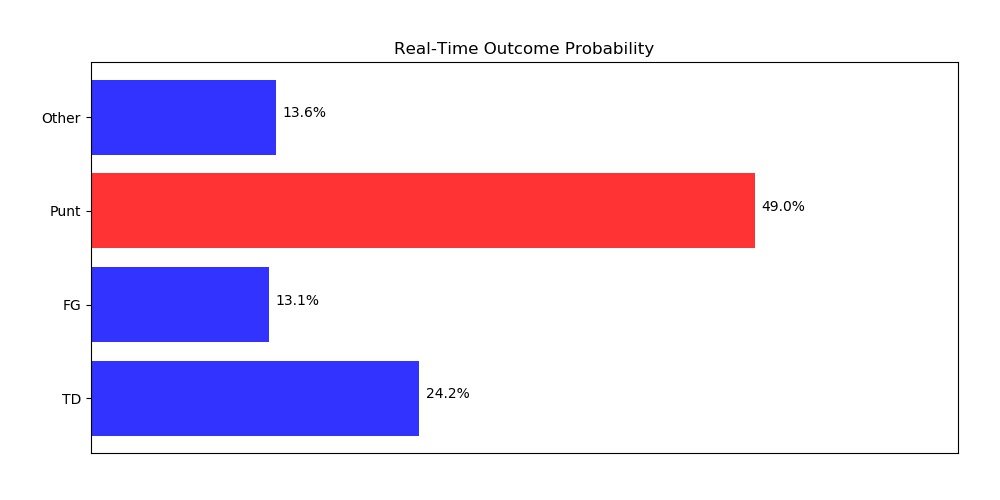 Real-Time Outcome Probability
Other
13.6%
Punt
49.0%
FG
13.1%
TD
24.2%